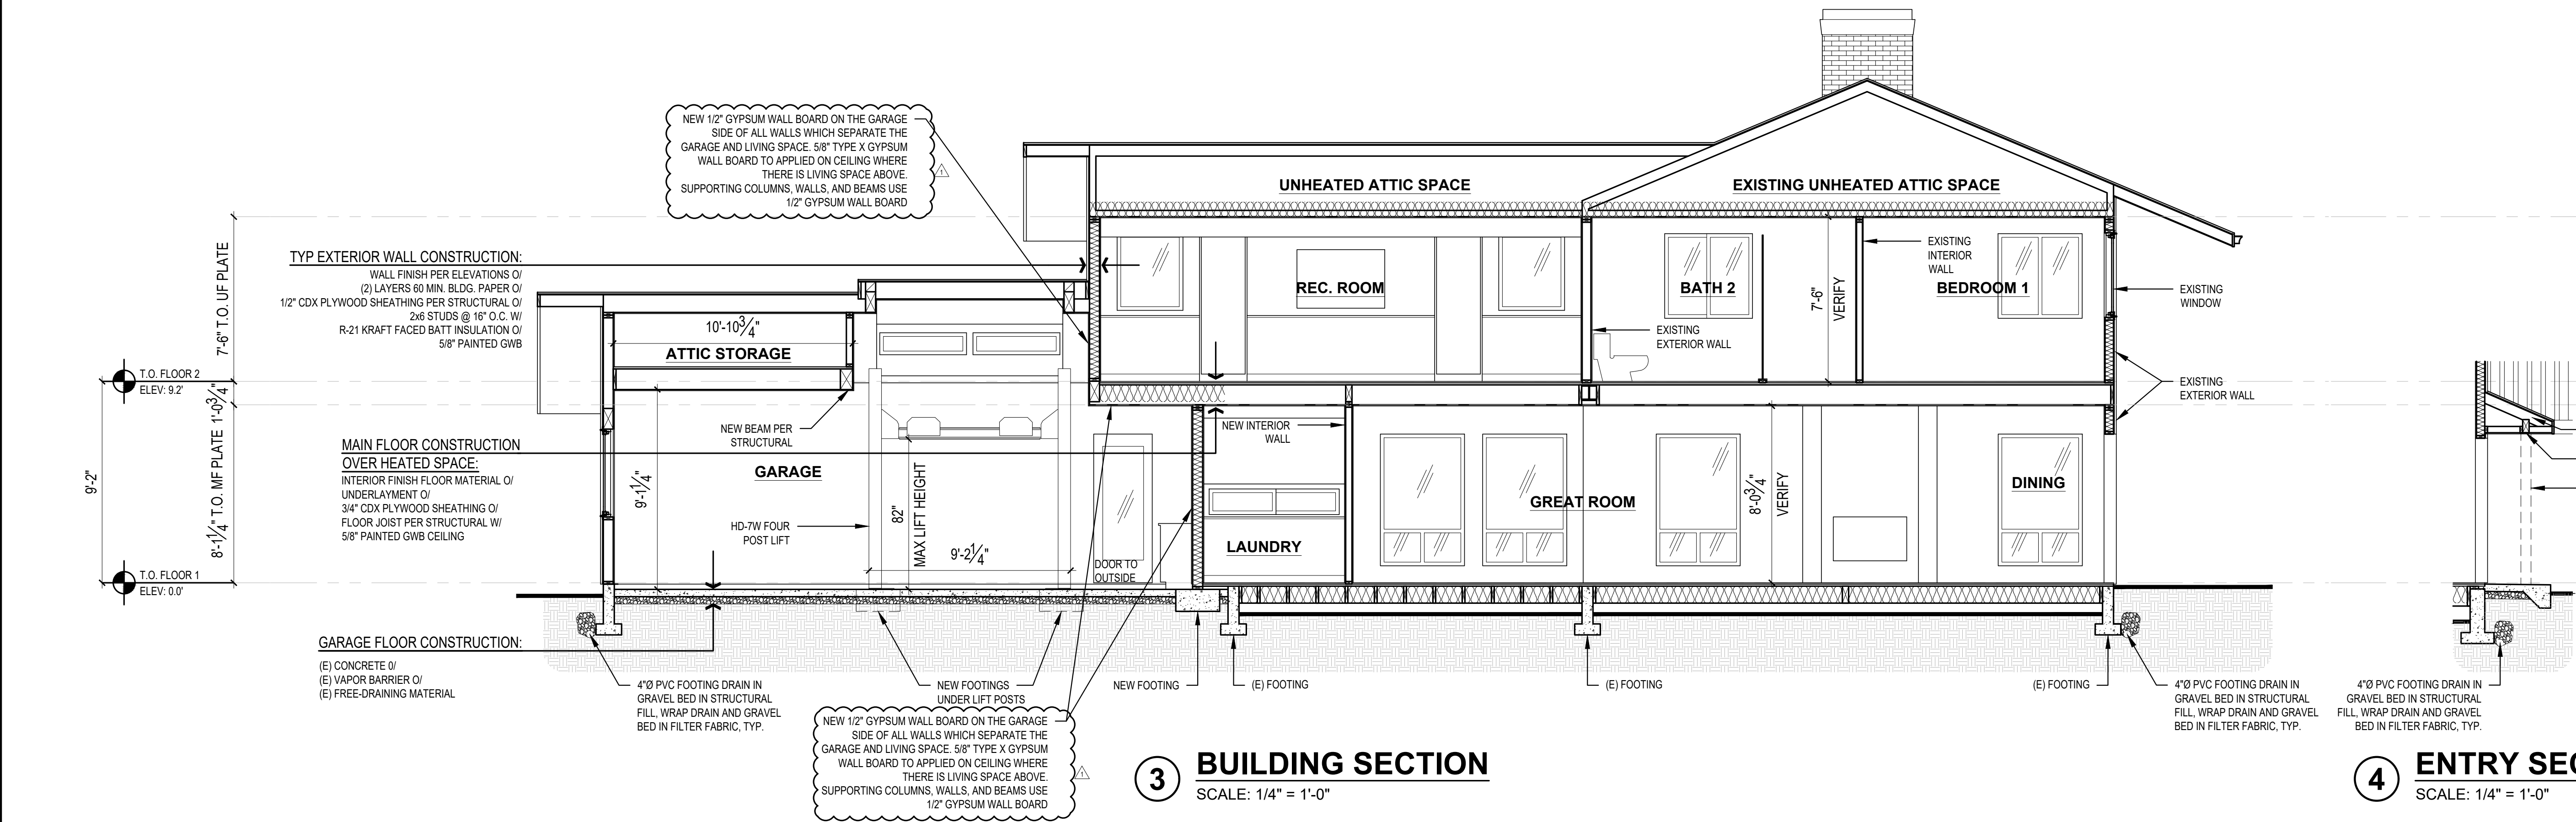 NEW 1/2" GYPSUM WALL BOARD ON THE GARAGE
SIDE OF ALL WALLS WHICH SEPARATE THE
GARAGE AND LIVING SPACE. 5/8" TYPE X GYPSUM
WALL BOARD TO APPLIED ON CEILING WHERE
THERE IS LIVING SPACE ABOVE.
SUPPORTING COLUMNS, WALLS, AND BEAMS USE
1/2" GYPSUM WALL BOARD
1
UNHEATED ATTIC SPACE
EXISTING UNHEATED ATTIC SPACE
7'-6" T.O. UF PLATE
TYP EXTERIOR WALL CONSTRUCTION:
WALL FINISH PER ELEVATIONS O/
(2) LAYERS 60 MIN. BLDG. PAPER O/
1/2" CDX PLYWOOD SHEATHING PER STRUCTURAL O/
2x6 STUDS @ 16" O.C. W/
R-21 KRAFT FACED BATT INSULATION O/
5/8" PAINTED GWB
REC. ROOM
BATH 2
7'-6"
VERIFY
EXISTING
INTERIOR
WALL
BEDROOM 1
EXISTING
WINDOW
EXISTING
EXTERIOR WALL
10'-10 3/4"
ATTIC STORAGE
T.O. FLOOR 2
ELEV: 9.2'
1'-0 3/4"
EXISTING
EXTERIOR WALL
9'-2"
8'-1 1/4" T.O. MF PLATE
MAIN FLOOR CONSTRUCTION
OVER HEATED SPACE:
INTERIOR FINISH FLOOR MATERIAL O/
UNDERLAYMENT O/
3/4" CDX PLYWOOD SHEATHING O/
FLOOR JOIST PER STRUCTURAL W/
5/8" PAINTED GWB CEILING
NEW BEAM PER
STRUCTURAL
9'-1 1/4"
GARAGE
HD-7W FOUR
POST LIFT
82"
MAX LIFT HEIGHT
9'-2 1/4"
DOOR TO
OUTSIDE
NEW INTERIOR
WALL
LAUNDRY
GREAT ROOM
8'-0 3/4"
VERIFY
DINING
T.O. FLOOR 1
ELEV: 0.0'
GARAGE FLOOR CONSTRUCTION:
(E) CONCRETE 0/
(E) VAPOR BARRIER O/
(E) FREE-DRAINING MATERIAL
4"Ø PVC FOOTING DRAIN IN
GRAVEL BED IN STRUCTURAL
FILL, WRAP DRAIN AND GRAVEL
BED IN FILTER FABRIC, TYP.
NEW FOOTINGS
UNDER LIFT POSTS
NEW FOOTING
(E) FOOTING
(E) FOOTING
(E) FOOTING
4"Ø PVC FOOTING DRAIN IN
GRAVEL BED IN STRUCTURAL
FILL, WRAP DRAIN AND GRAVEL
BED IN FILTER FABRIC, TYP.
4"Ø PVC FOOTING DRAIN IN
GRAVEL BED IN STRUCTURAL
FILL, WRAP DRAIN AND GRAVEL
BED IN FILTER FABRIC, TYP.
NEW 1/2" GYPSUM WALL BOARD ON THE GARAGE
SIDE OF ALL WALLS WHICH SEPARATE THE
GARAGE AND LIVING SPACE. 5/8" TYPE X GYPSUM
WALL BOARD TO APPLIED ON CEILING WHERE
THERE IS LIVING SPACE ABOVE.
SUPPORTING COLUMNS, WALLS, AND BEAMS USE
1/2" GYPSUM WALL BOARD
1
3 BUILDING SECTION
SCALE: 1/4" = 1'-0"
4 ENTRY SEC
SCALE: 1/4" = 1'-0"